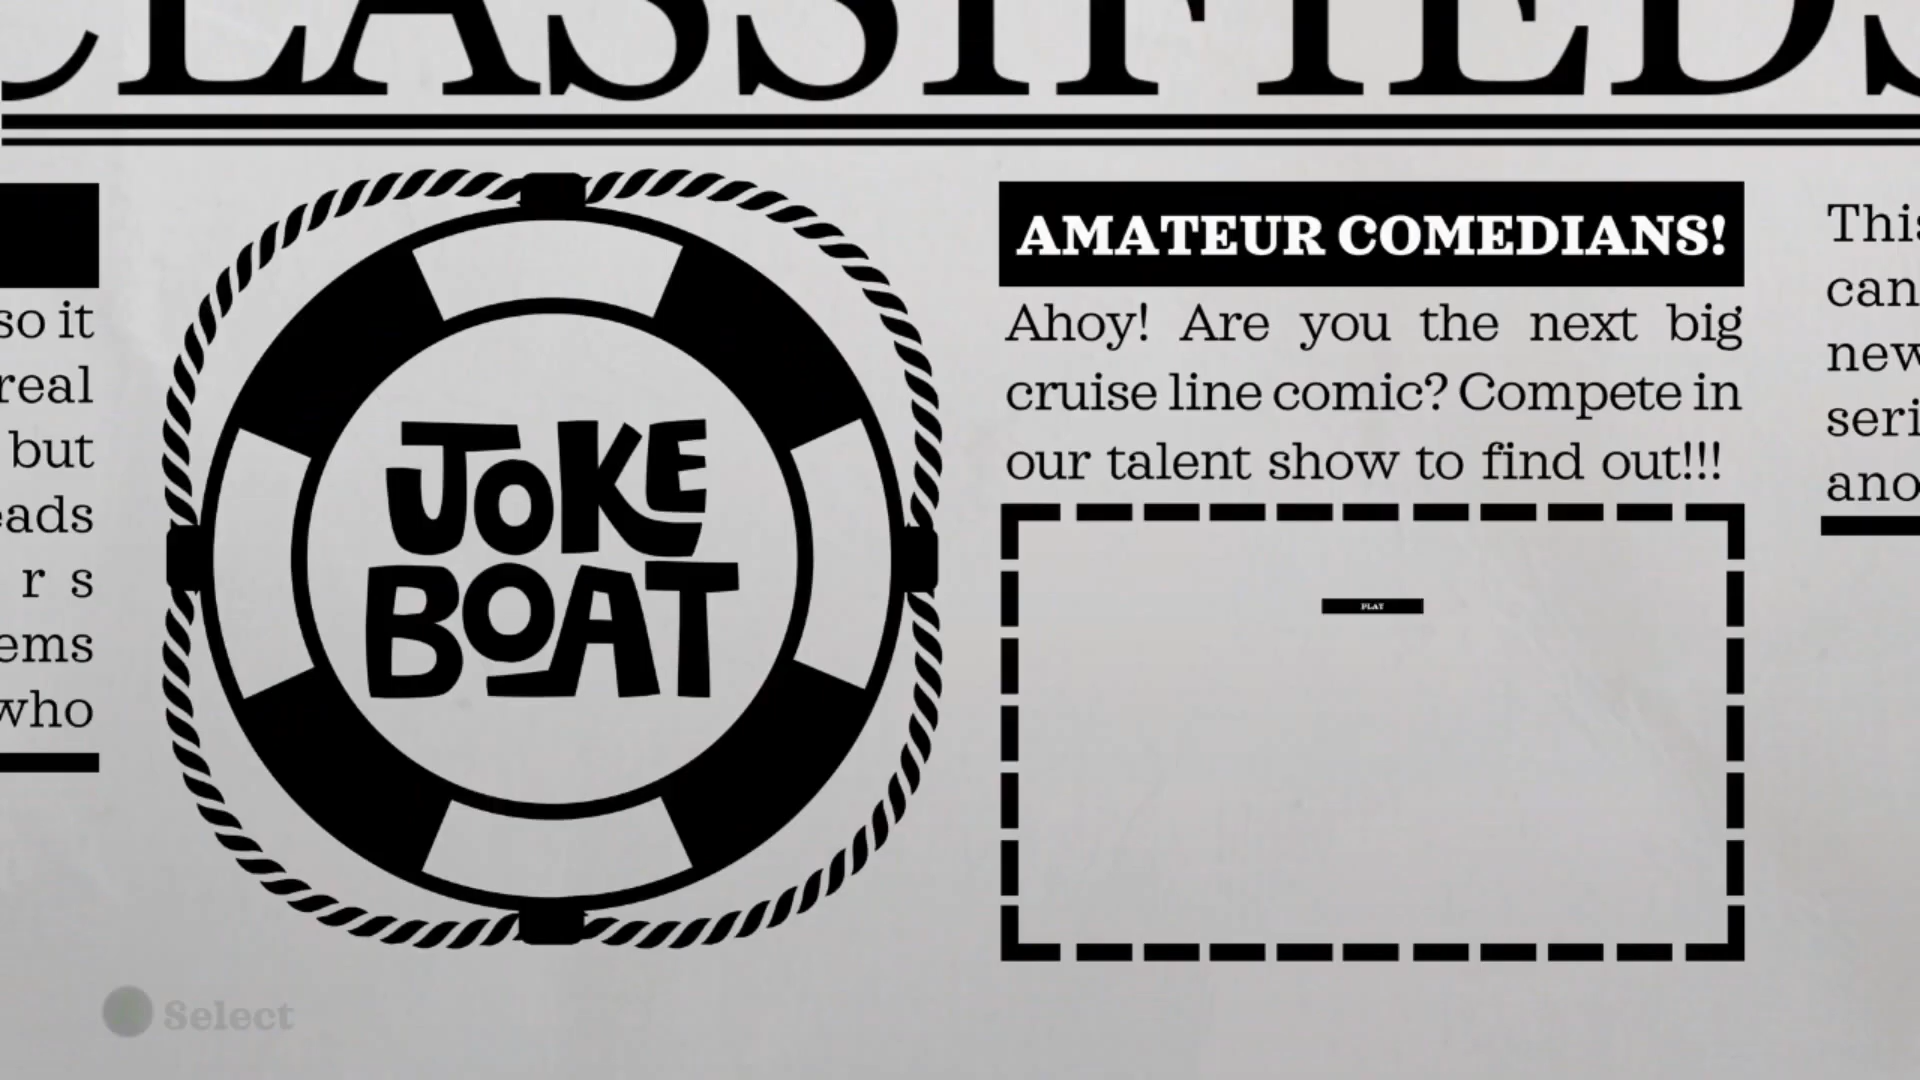 CLASSIFIEDS
so it
real
but
eads
r s
ems
who
JOKE
BOAT
AMATEUR COMEDIANS!
Ahoy! Are you the next big
cruise line comic? Compete in
our talent show to find out!!!
PLAY
This
can
new
seri
ano
Select